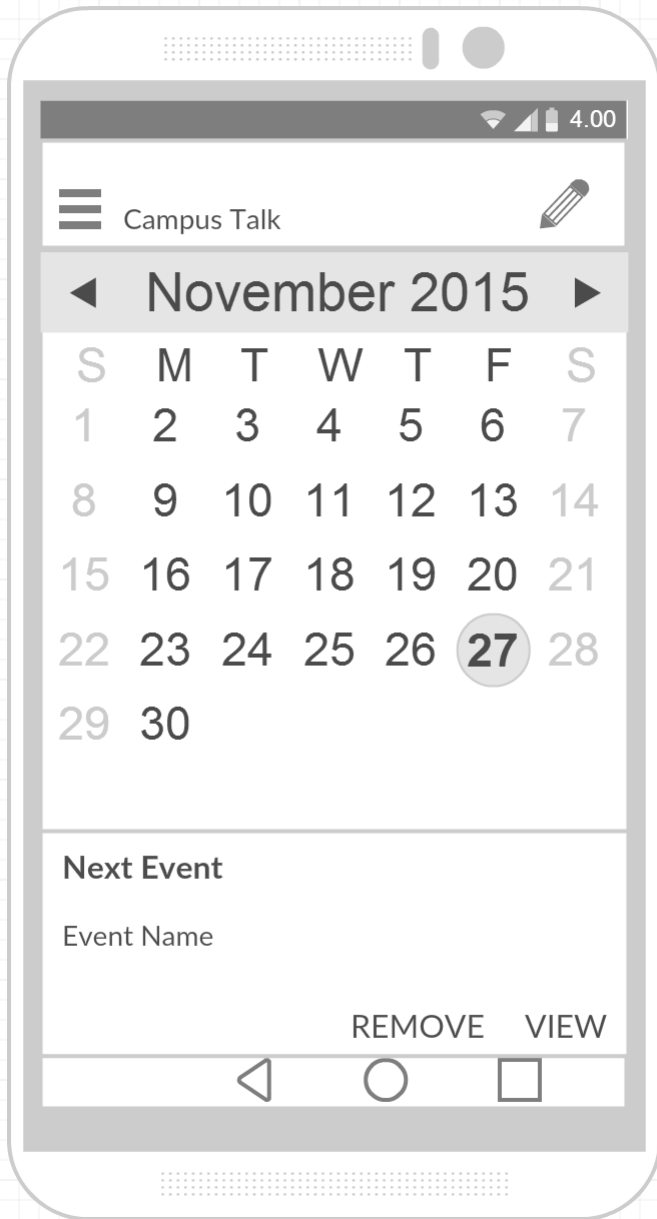 4.00
Campus Talk
November 2015
S M T W T F S
1 2 3 4 5 6 7
8 9 10 11 12 13 14
15 16 17 18 19 20 21
22 23 24 25 26 27 28
29 30
Next Event
Event Name
REMOVE VIEW